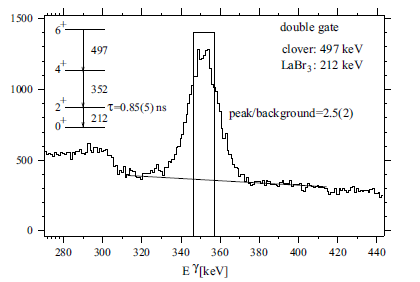 1500
1000
500
0
6+
497
4+
352
2+
τ=0.85(5) ns
212
0+
double gate
clover: 497 keV
LaBr3: 212 keV
peak/background=2.5(2)
280 300 320 340 360 380 400 420 440
E γ[keV]